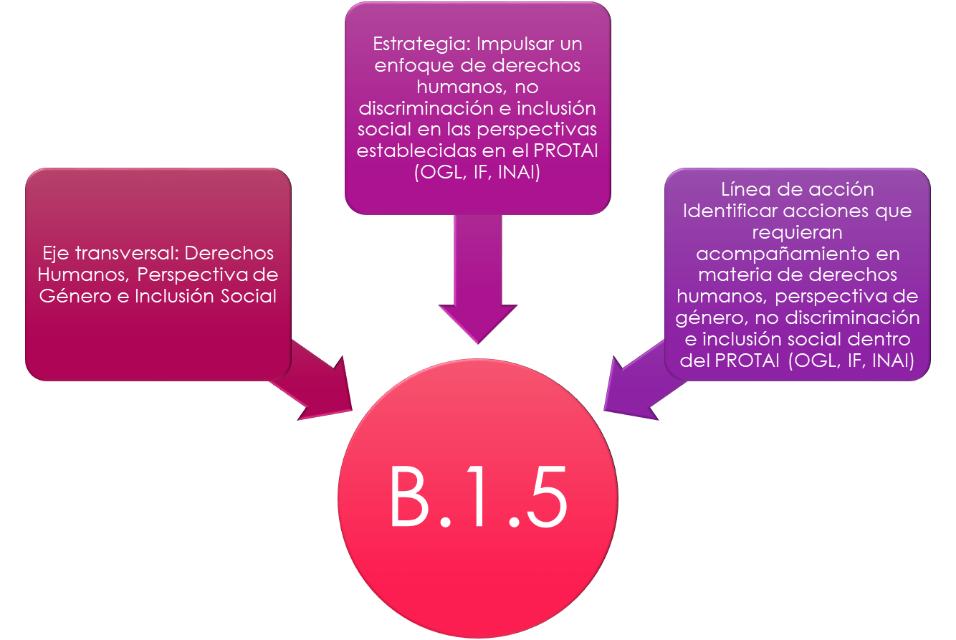 Eje transversal: Derechos
Humanos, Perspectiva de
Género e Inclusión Social
Estrategia: Impulsar un
enfoque de derechos
humanos, no
discriminación e inclusión
social en las perspectivas
establecidas en el PROTAI
(OGL, IF, INAI)
Línea de acción
Identificar acciones que
requieran
acompañamiento en
materia de derechos
humanos, perspectiva de
género, no discriminación
e inclusión social dentro
del PROTAI (OGL, IF, INAI)
B.1.5